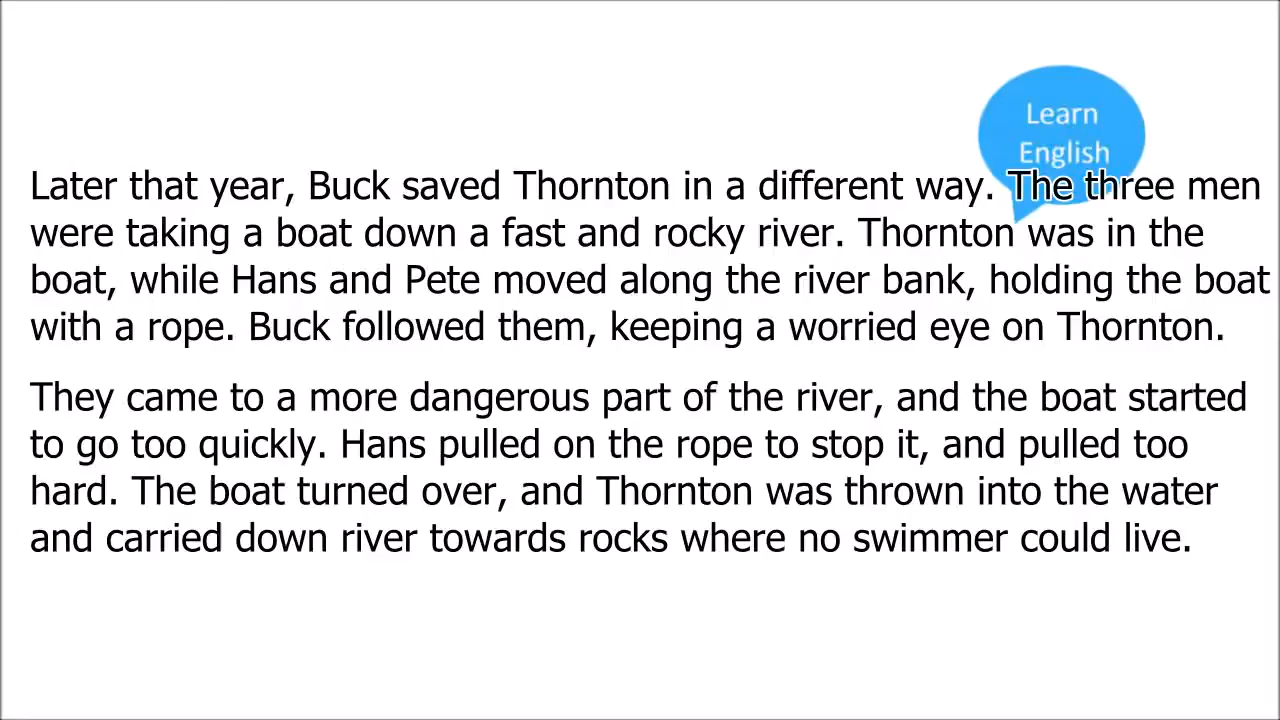 Learn
English
Later that year, Buck saved Thornton in a different way. The three men
were taking a boat down a fast and rocky river. Thornton was in the
boat, while Hans and Pete moved along the river bank, holding the boat
with a rope. Buck followed them, keeping a worried eye on Thornton.
They came to a more dangerous part of the river, and the boat started
to go too quickly. Hans pulled on the rope to stop it, and pulled too
hard. The boat turned over, and Thornton was thrown into the water
and carried down river towards rocks where no swimmer could live.